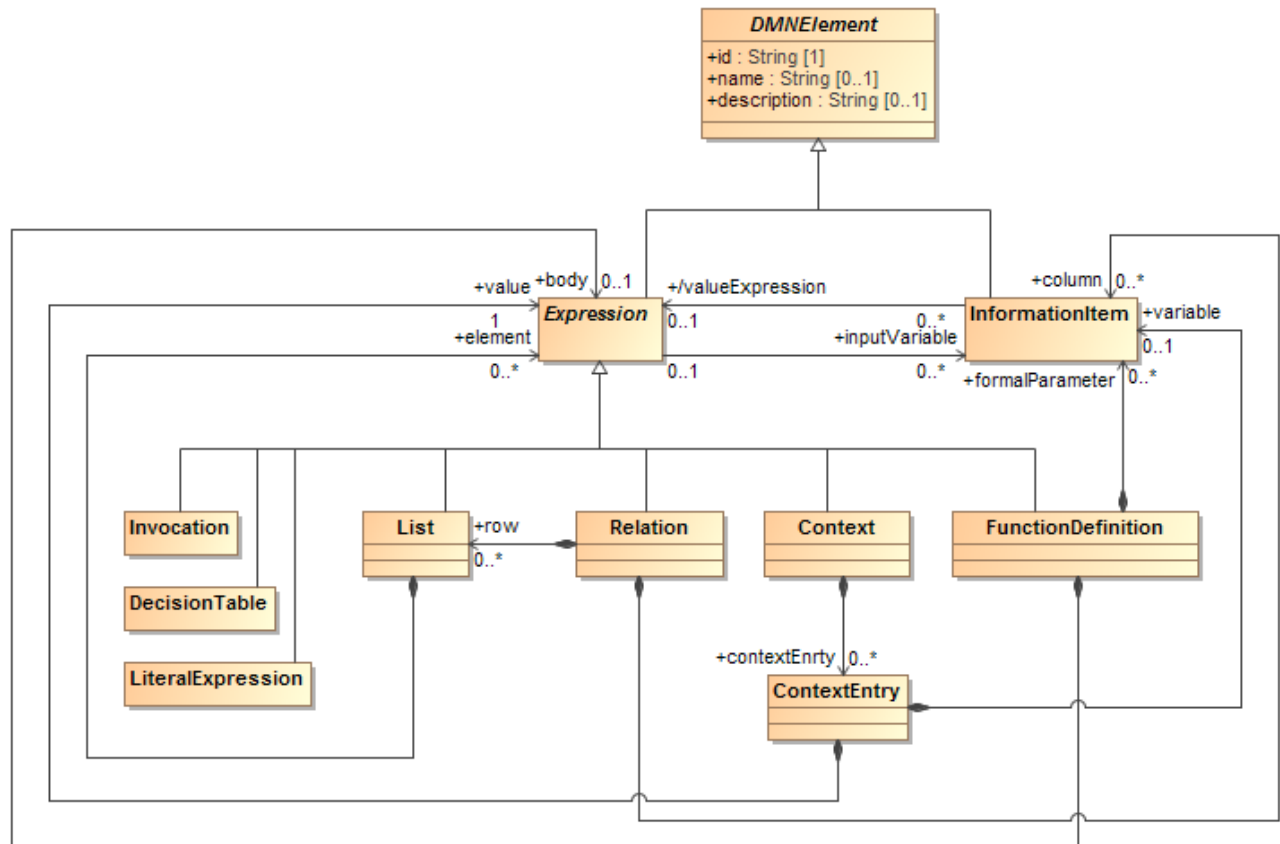 DMNElement
+id : String [1]
+name : String [0..1]
+description : String [0..1]
+value
+body
0..1
+/valueExpression
+column
0..*
1
Expression
0..1
0..*
InformationItem
+variable
+element
+inputVariable
0..1
0..*
0..1
0..*
+formalParameter
0..*
Invocation
List
+row
0..*
Relation
Context
FunctionDefinition
DecisionTable
LiteralExpression
+contextEnrty
0..*
ContextEntry